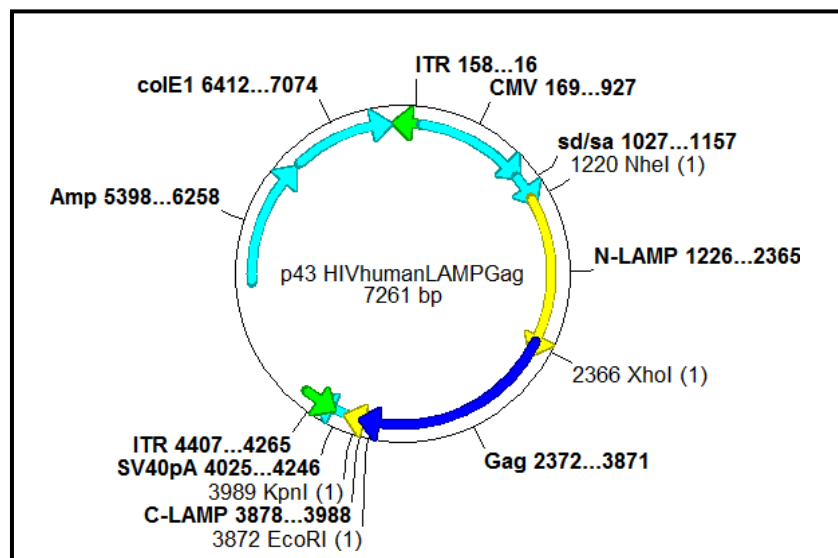 ITR 158...16
colE1 6412...7074
CMV 169...927
sd/sa 1027...1157
1220 NheI (1)
Amp 5398...6258
N-LAMP 1226...2365
p43 HIVhumanLAMPGag
7261 bp
2366 XhoI (1)
ITR 4407...4265
Gag 2372...3871
SV40pA 4025...4246
3989 KpnI (1)
C-LAMP 3878...3988
3872 EcoRI (1)